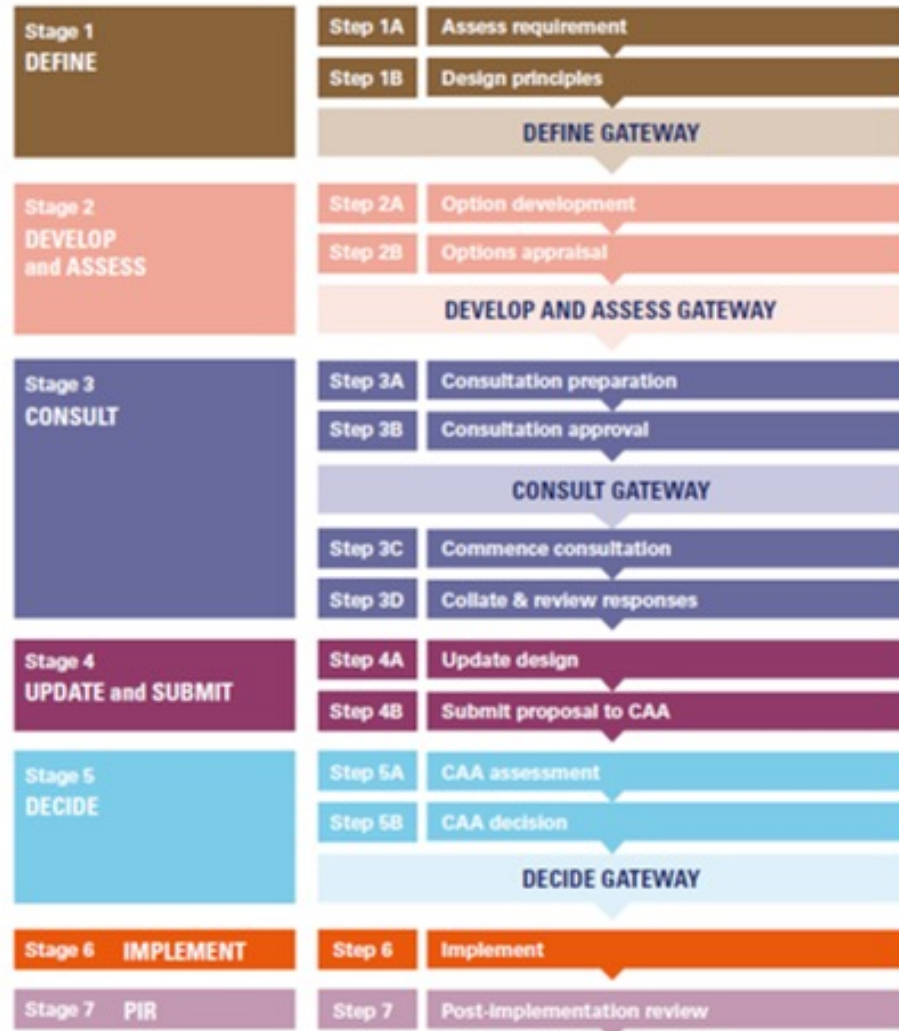 Stage 1
DEFINE
Step 1A Assess requirement
Step 1B Design principles
DEFINE GATEWAY
Stage 2
DEVELOP
and ASSESS
Step 2A Option development
Step 2B Options appraisal
DEVELOP AND ASSESS GATEWAY
Stage 3
CONSULT
Step 3A Consultation preparation
Step 3B Consultation approval
CONSULT GATEWAY
Step 3C Commence consultation
Step 3D Collate & review responses
Stage 4
UPDATE and SUBMIT
Step 4A Update design
Step 4B Submit proposal to CAA
Stage 5
DECIDE
Step 5A CAA assessment
Step 5B CAA decision
DECIDE GATEWAY
Stage 6 IMPLEMENT Step 6 Implement
Stage 7 PIR Step 7 Post-implementation review